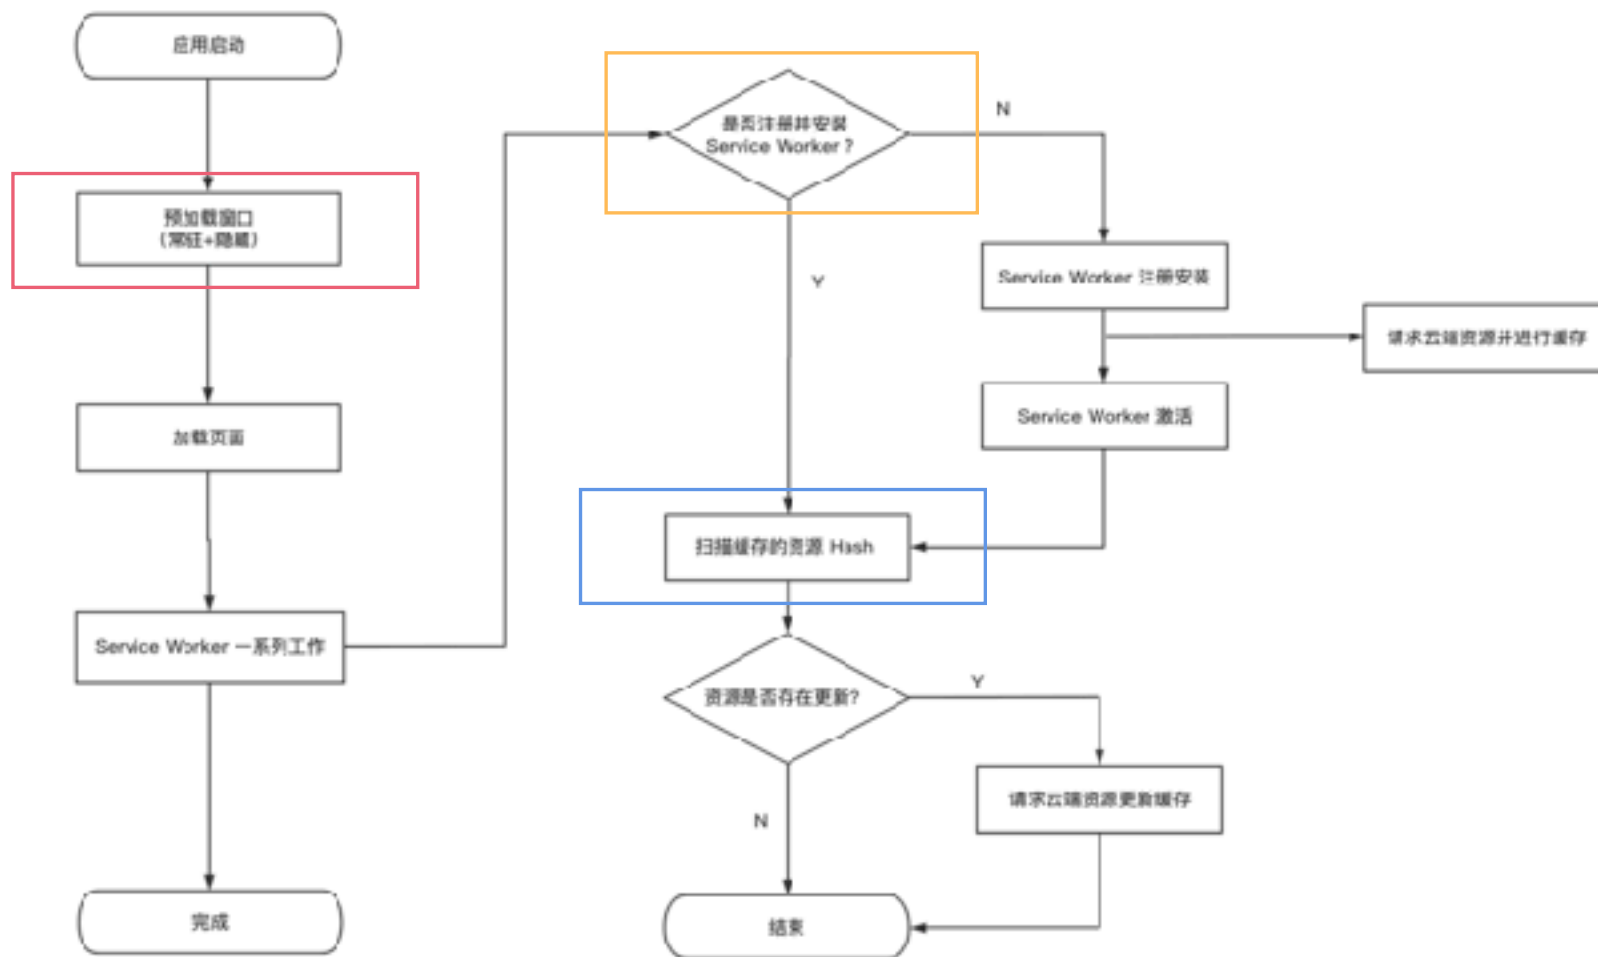 应用启动
预加载窗口
（常驻+隐藏）
加载页面
Service Worker 一系列工作
完成
是否注册并安装
Service Worker？
N
Y
Service Worker 注册安装
请求云端资源并进行缓存
Service Worker 激活
扫描缓存的资源 Hash
资源是否存在更新?
Y
请求云端资源更新缓存
N
结束